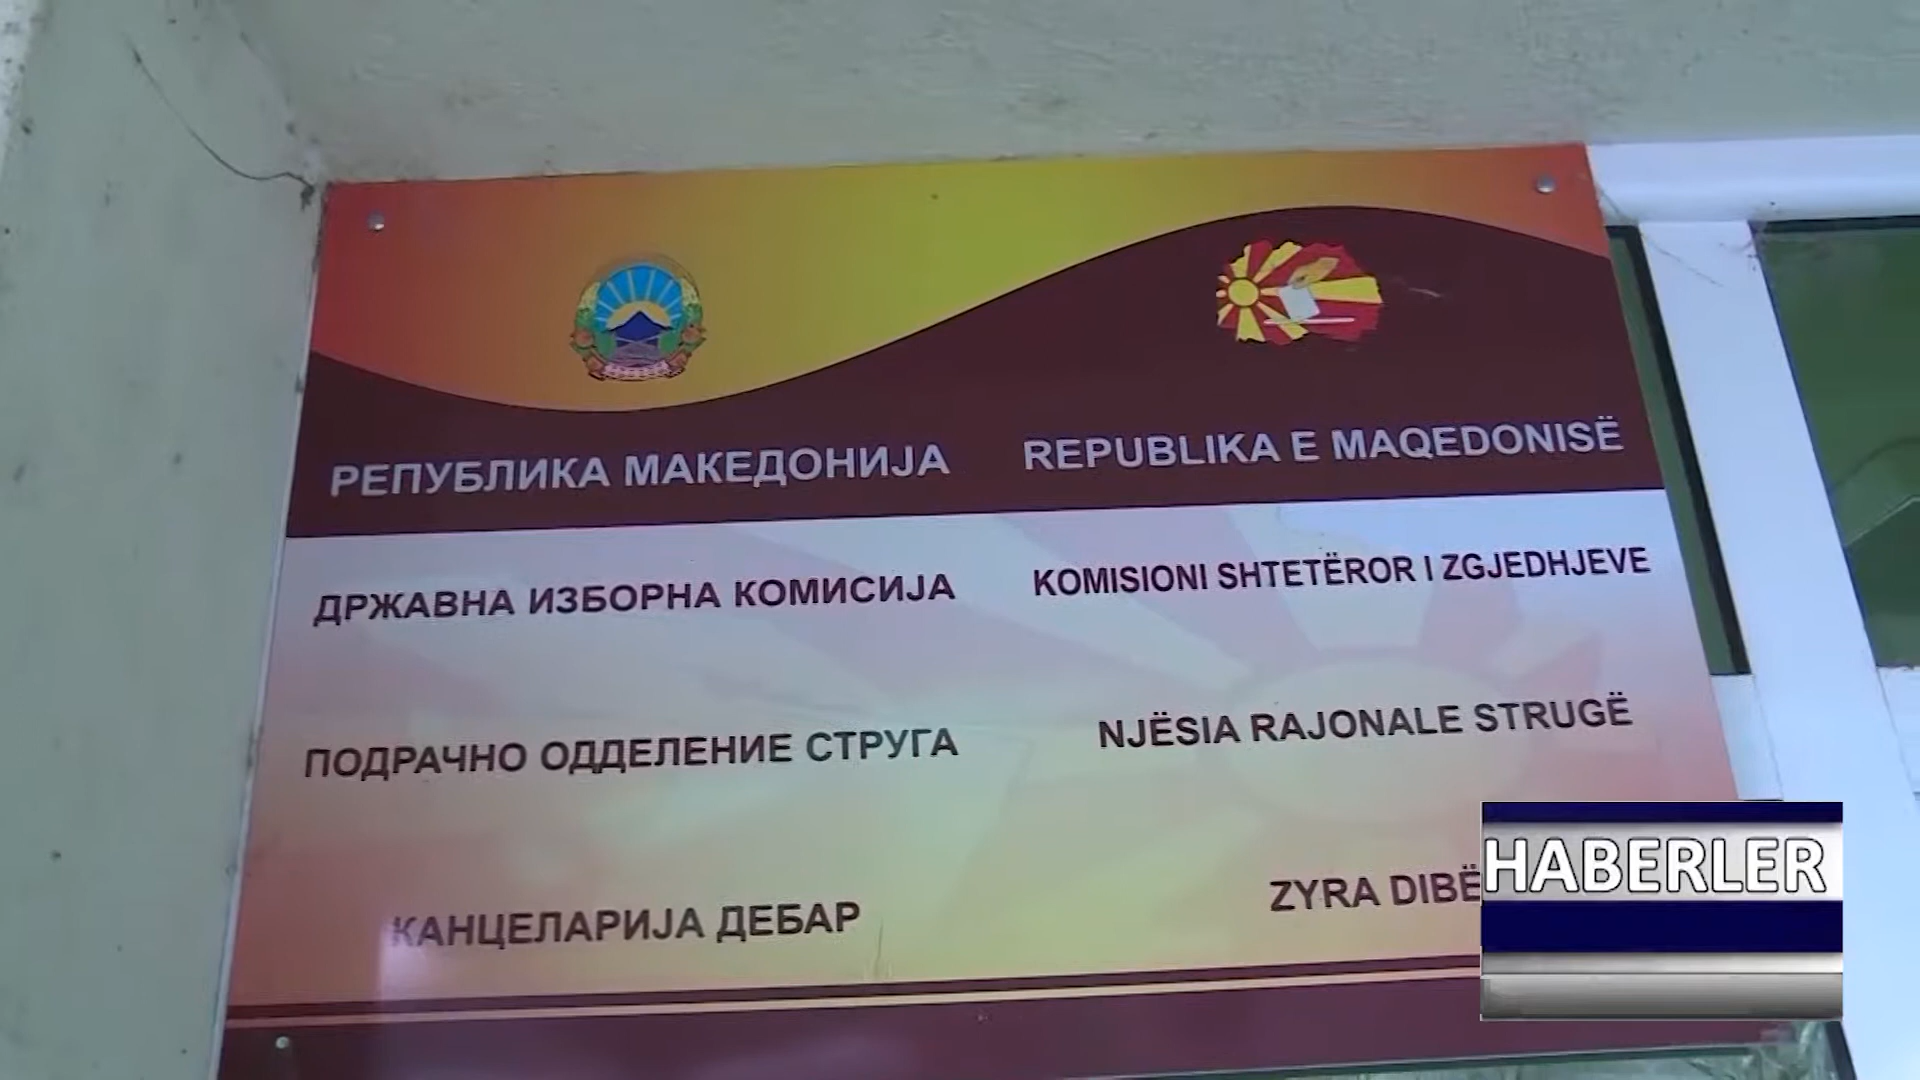 РЕПУБЛИКА МАКЕДОНИЈА
REPUBLIKA E MAQEDONISË
ДРЖАВНА ИЗБОРНА КОМИСИЈА
KOMISIONI SHTETËROR I ZGJEDHJEVE
ПОДРАЧНО ОДДЕЛЕНИЕ СТРУГА
NJËSIA RAJONALE STRUGË
КАНЦЕЛАРИЈА ДЕБАР
ZYRA DIBË
HABERLER